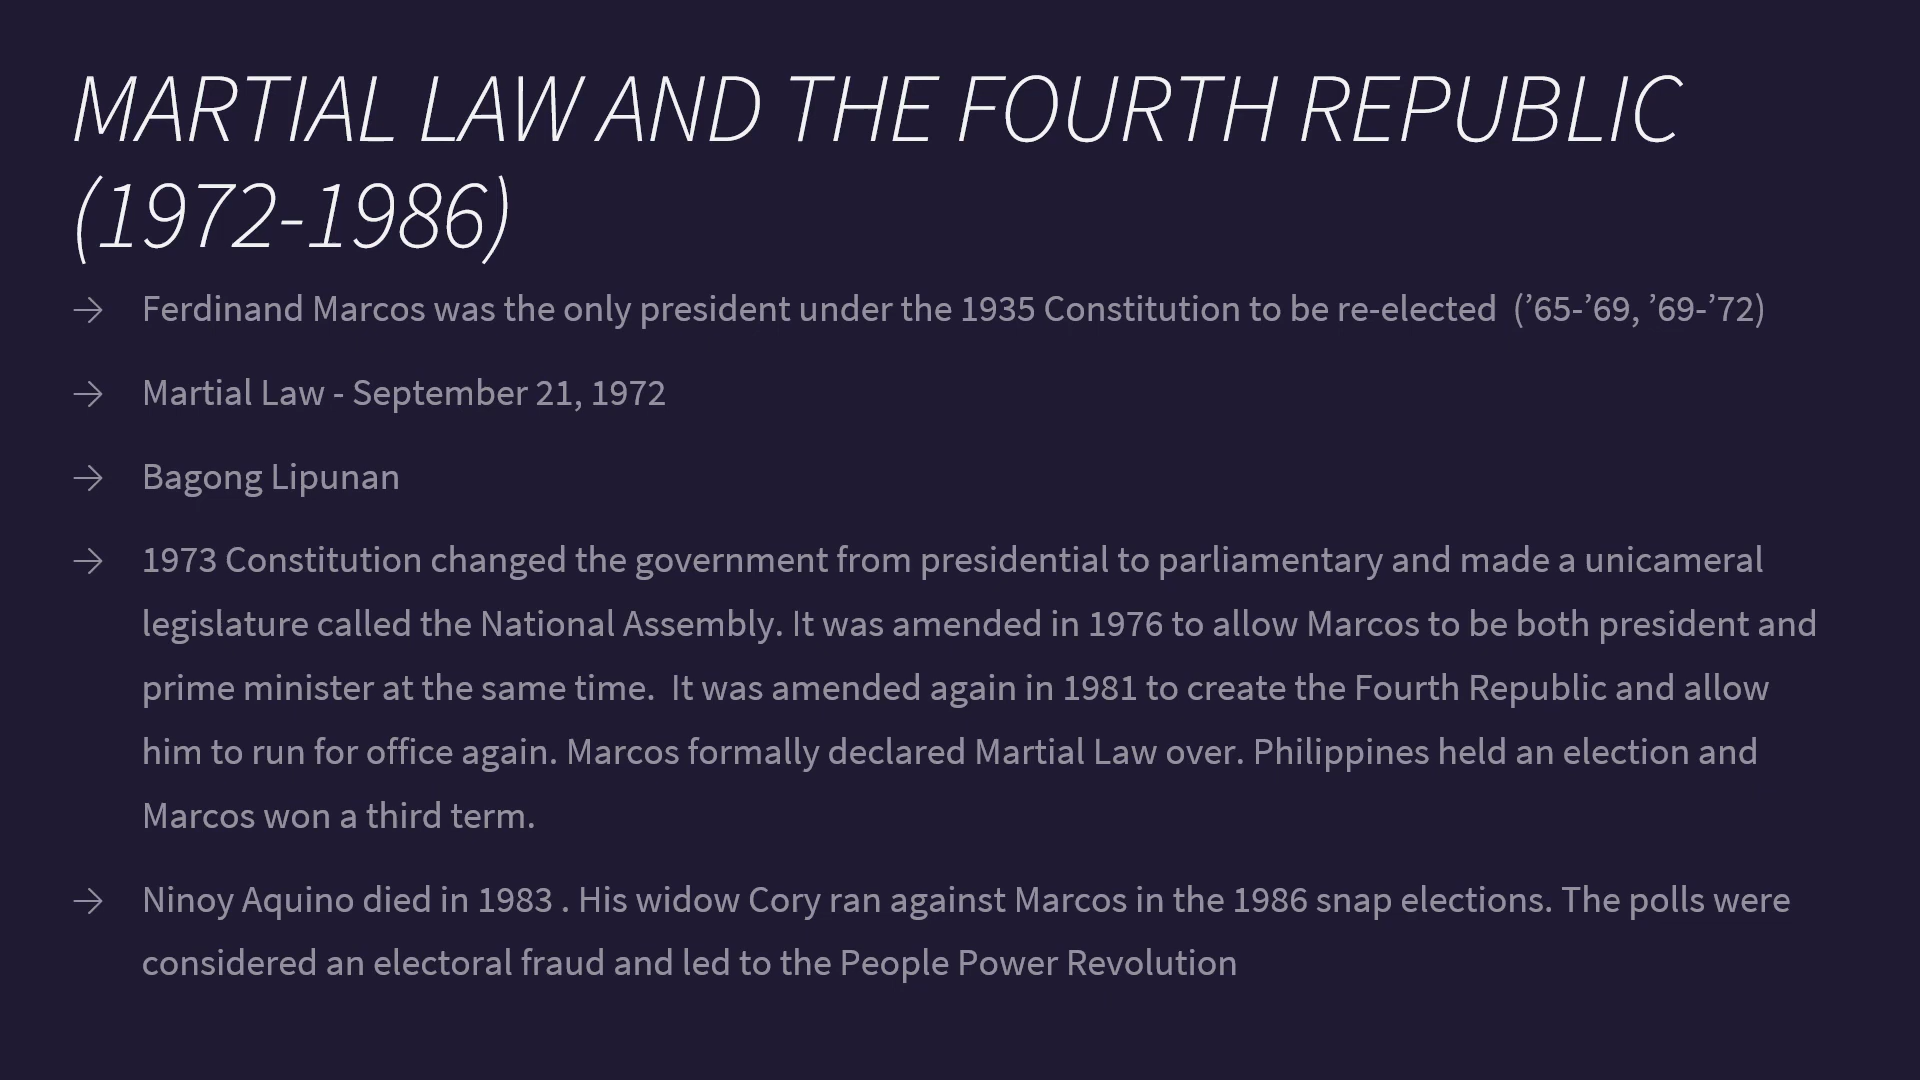 MARTIAL LAW AND THE FOURTH REPUBLIC
(1972-1986)
→ Ferdinand Marcos was the only president under the 1935 Constitution to be re-elected  (’65-’69, ’69-’72)
→ Martial Law - September 21, 1972
→ Bagong Lipunan
→ 1973 Constitution changed the government from presidential to parliamentary and made a unicameral
legislature called the National Assembly. It was amended in 1976 to allow Marcos to be both president and
prime minister at the same time.  It was amended again in 1981 to create the Fourth Republic and allow
him to run for office again. Marcos formally declared Martial Law over. Philippines held an election and
Marcos won a third term.
→ Ninoy Aquino died in 1983 . His widow Cory ran against Marcos in the 1986 snap elections. The polls were
considered an electoral fraud and led to the People Power Revolution